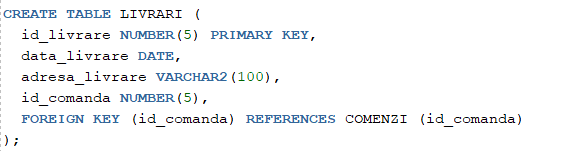 CREATE TABLE LIVRARI (
  id_livrare NUMBER(5) PRIMARY KEY,
  data_livrare DATE,
  adresa_livrare VARCHAR2(100),
  id_comanda NUMBER(5),
  FOREIGN KEY (id_comanda) REFERENCES COMENZI (id_comanda)
);